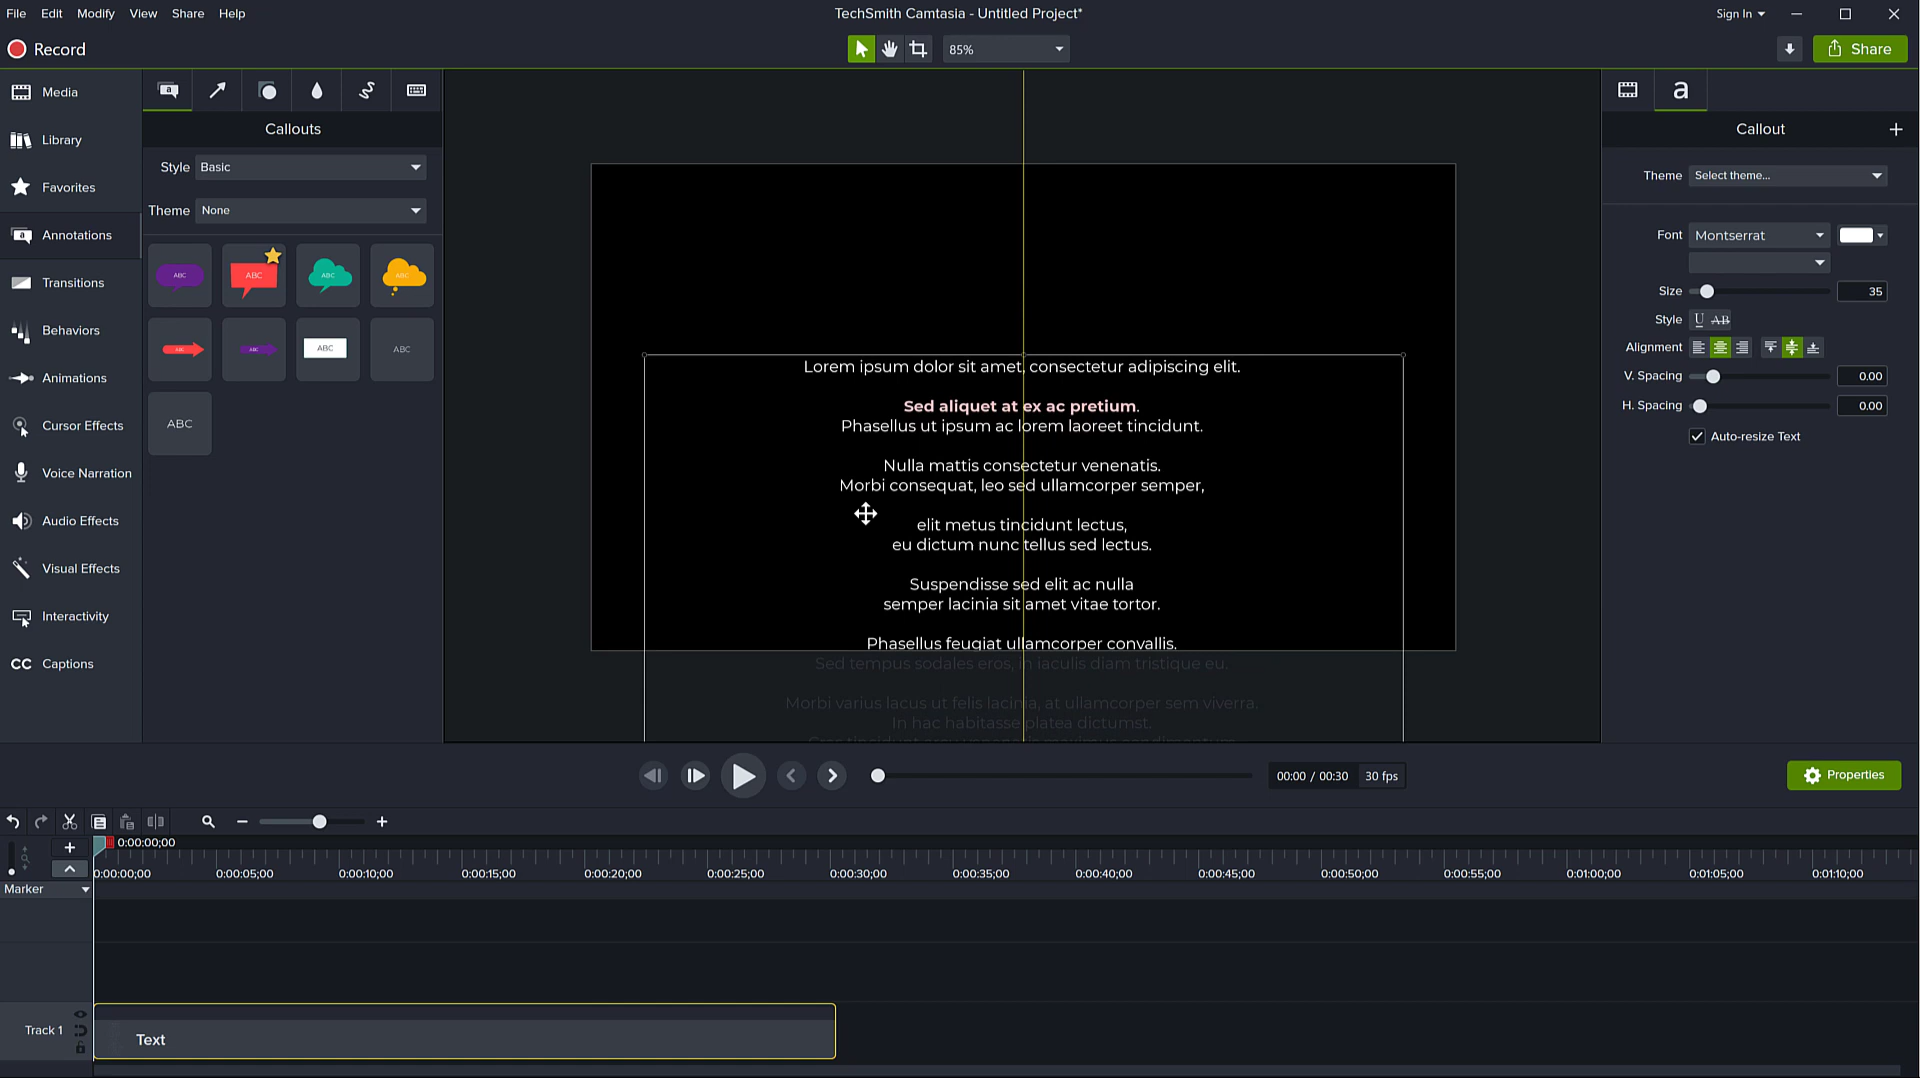 File Edit Modify View Share Help
TechSmith Camtasia - Untitled Project*
Sign In
Record
85%
Share
Media
Library
Favorites
Annotations
Transitions
Behaviors
Animations
Cursor Effects
Voice Narration
Audio Effects
Visual Effects
Interactivity
CC Captions
Callouts
Style Basic
Theme None
ABC ABC ABC ABC
ABC ABC ABC ABC
ABC
Lorem ipsum dolor sit amet, consectetur adipiscing elit.
Sed aliquet at ex ac pretium.
Phasellus ut ipsum ac lorem laoreet tincidunt.
Nulla mattis consectetur venenatis.
Morbi consequat, leo sed ullamcorper semper,
elit metus tincidunt lectus,
eu dictum nunc tellus sed lectus.
Suspendisse sed elit ac nulla
semper lacinia sit amet vitae tortor.
Phasellus feugiat ullamcorper convallis.
Sed tempus sodales eros, in iaculis diam tristique eu.
Morbi varius lacus ut felis lacinia, at ullamcorper sem viverra.
In hac habitasse platea dictumst.
a
Callout
Theme Select theme...
Font Montserrat
Size 35
Style U AB
Alignment
V. Spacing 0.00
H. Spacing 0.00
Auto-resize Text
00:00 / 00:30 30 fps
Properties
0:00:00;00
0:00:00;00 0:00:05;00 0:00:10;00 0:00:15;00 0:00:20;00 0:00:25;00 0:00:30;00 0:00:35;00 0:00:40;00 0:00:45;00 0:00:50;00 0:00:55;00 0:01:00;00 0:01:05;00 0:01:10;00
Marker
Track 1
Text